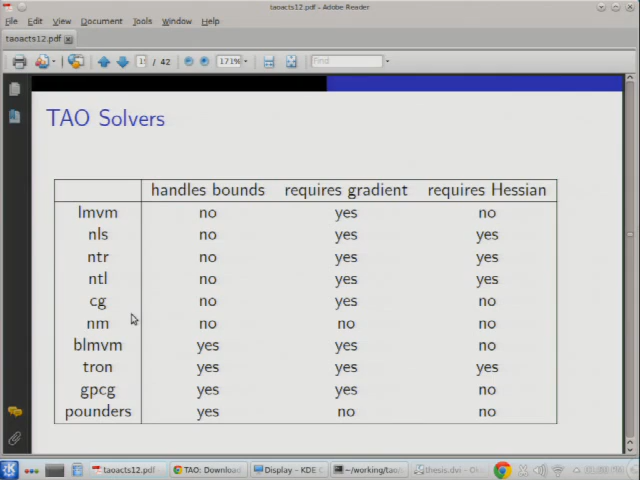 taoacts12.pdf - Adobe Reader
File Edit View Document Tools Window Help
taoacts12.pdf
/ 42 171% Find
TAO Solvers
handles bounds requires gradient requires Hessian
lmvm no yes no
nls no yes yes
ntr no yes yes
ntl no yes yes
cg no yes no
nm no no no
blmvm yes yes no
tron yes yes yes
gpcg yes yes no
pounders yes no no
taoacts12.pdf TAO: Download Display – KDE C ~/working/tao/ thesis.dvi – Ok